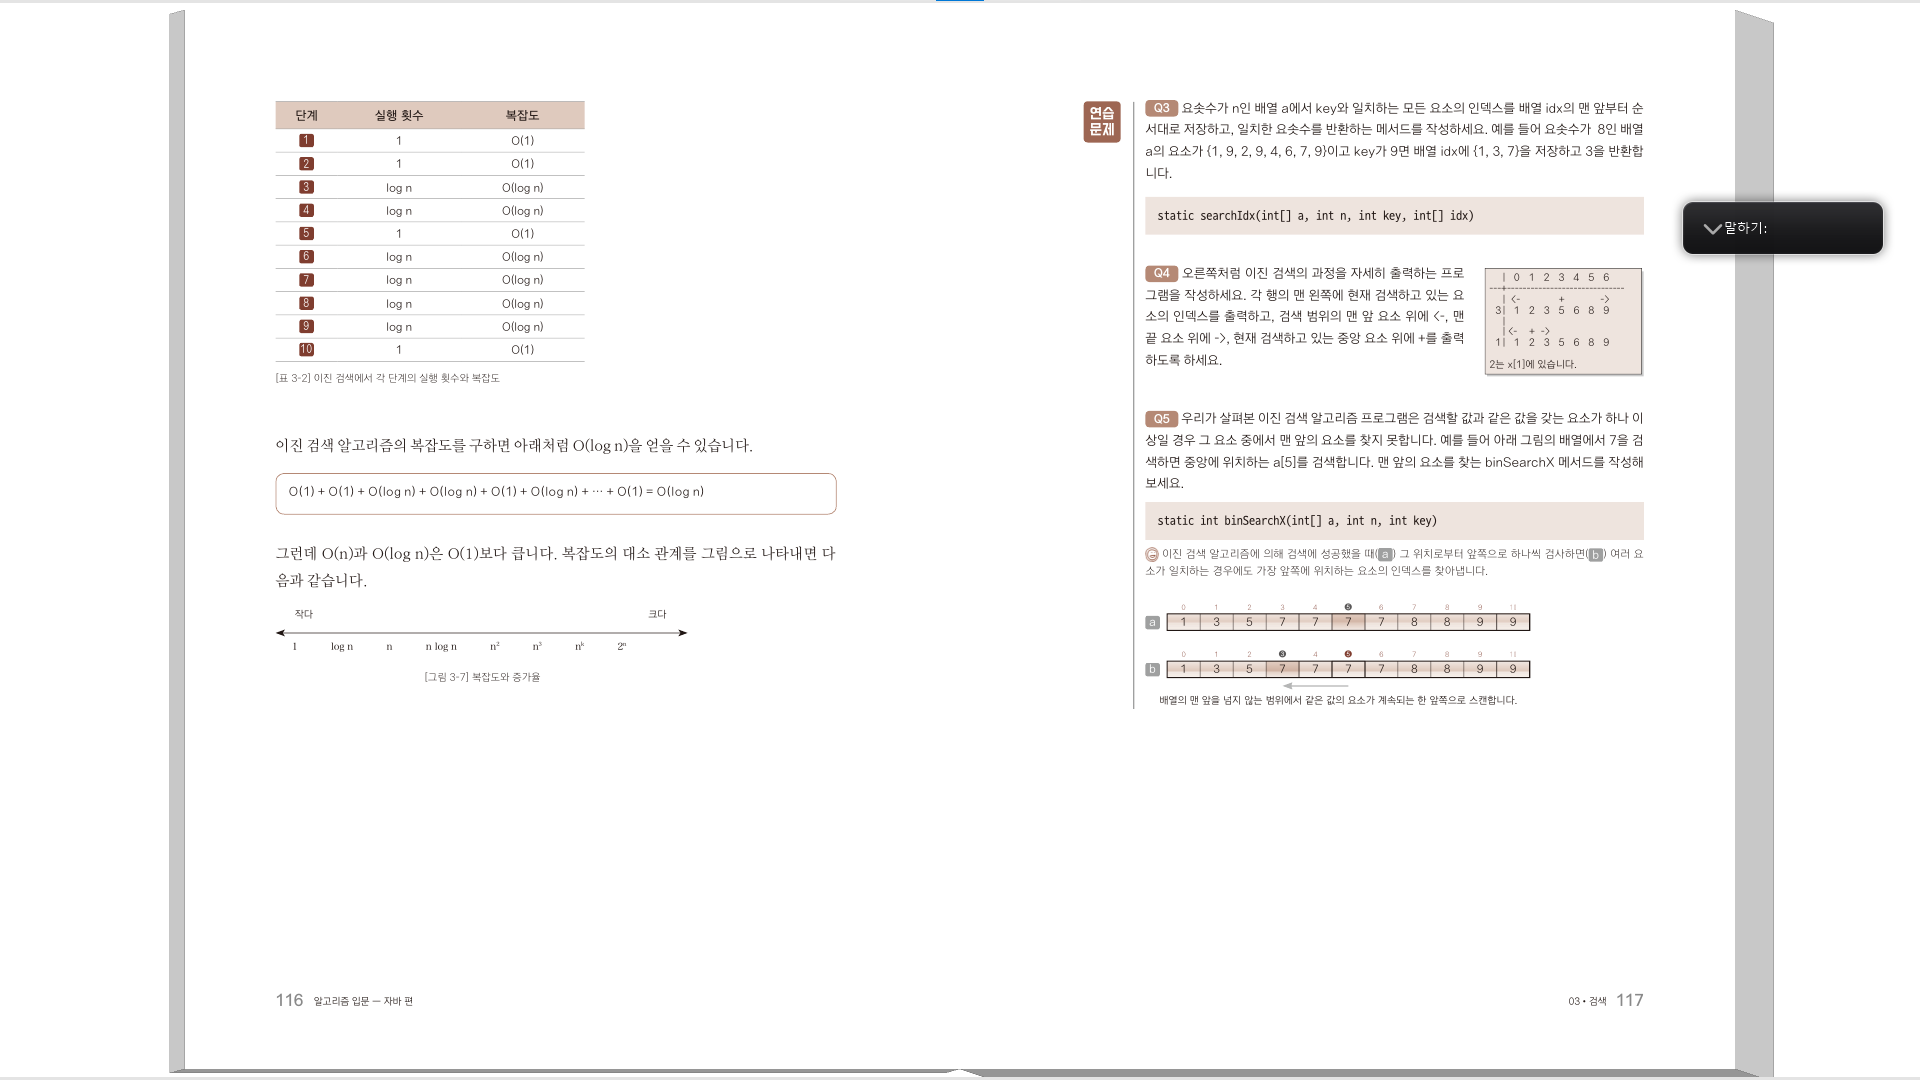 단계 실행 횟수 복잡도
1 1 O(1)
2 1 O(1)
3 log n O(log n)
4 log n O(log n)
5 1 O(1)
6 log n O(log n)
7 log n O(log n)
8 log n O(log n)
9 log n O(log n)
10 1 O(1)
[표 3-2] 이진 검색에서 각 단계의 실행 횟수와 복잡도
이진 검색 알고리즘의 복잡도를 구하면 아래처럼 O(log n)을 얻을 수 있습니다.
O(1) + O(1) + O(log n) + O(log n) + O(1) + O(log n) + ··· + O(1) = O(log n)
그런데 O(n)과 O(log n)은 O(1)보다 큽니다. 복잡도의 대소 관계를 그림으로 나타내면 다
음과 같습니다.
작다 크다
1 log n n n log n n² n³ nᵏ 2ⁿ
[그림 3-7] 복잡도와 증가율
116 알고리즘 입문 — 자바 편
연습
문제
Q3 요솟수가 n인 배열 a에서 key와 일치하는 모든 요소의 인덱스를 배열 idx의 맨 앞부터 순
서대로 저장하고, 일치한 요솟수를 반환하는 메서드를 작성하세요. 예를 들어 요솟수가 8인 배열
a의 요소가 {1, 9, 2, 9, 4, 6, 7, 9}이고 key가 9면 배열 idx에 {1, 3, 7}을 저장하고 3을 반환합
니다.
static searchIdx(int[] a, int n, int key, int[] idx)
Q4 오른쪽처럼 이진 검색의 과정을 자세히 출력하는 프로
그램을 작성하세요. 각 행의 맨 왼쪽에 현재 검색하고 있는 요
소의 인덱스를 출력하고, 검색 범위의 맨 앞 요소 위에 <-, 맨
끝 요소 위에 ->, 현재 검색하고 있는 중앙 요소 위에 +를 출력
하도록 하세요.
| 0 1 2 3 4 5 6
---+------------------------------
| <- + ->
3| 1 2 3 5 6 8 9
|
|<- + ->
1| 1 2 3 5 6 8 9
2는 x[1]에 있습니다.
Q5 우리가 살펴본 이진 검색 알고리즘 프로그램은 검색할 값과 같은 값을 갖는 요소가 하나 이
상일 경우 그 요소 중에서 맨 앞의 요소를 찾지 못합니다. 예를 들어 아래 그림의 배열에서 7을 검
색하면 중앙에 위치하는 a[5]를 검색합니다. 맨 앞의 요소를 찾는 binSearchX 메서드를 작성해
보세요.
static int binSearchX(int[] a, int n, int key)
이진 검색 알고리즘에 의해 검색에 성공했을 때(a) 그 위치로부터 앞쪽으로 하나씩 검사하면(b) 여러 요
소가 일치하는 경우에도 가장 앞쪽에 위치하는 요소의 인덱스를 찾아냅니다.
0 1 2 3 4 5 6 7 8 9 10 11
a 1 3 5 7 7 7 7 8 8 9 9
0 1 2 3 4 5 6 7 8 9 11
b 1 3 5 7 7 7 7 8 8 9 9
배열의 맨 앞을 넘지 않는 범위에서 같은 값의 요소가 계속되는 한 앞쪽으로 스캔합니다.
03 • 검색 117
말하기: